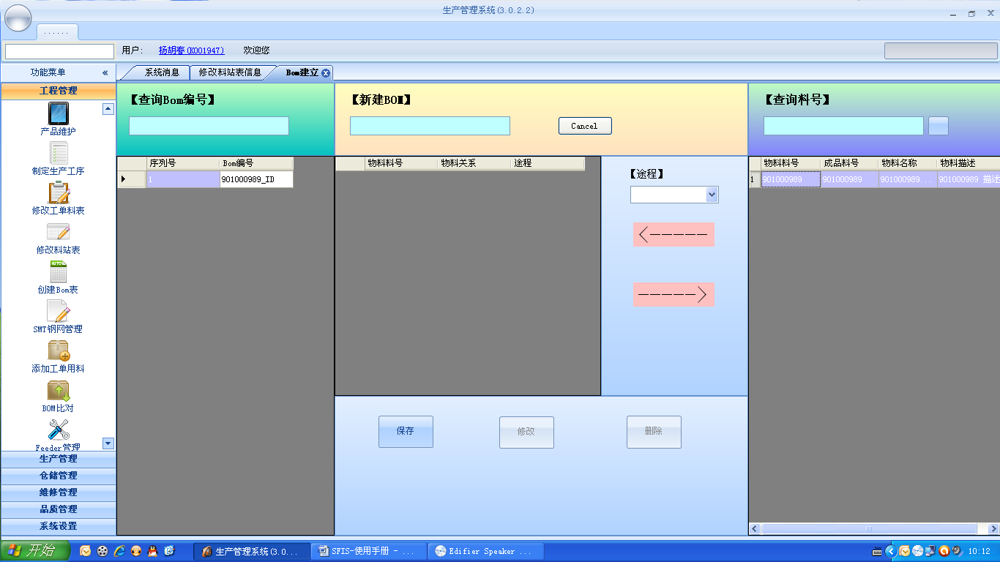 生产管理系统(3.0.2.2)
......
用户: 杨胡春(K001947) 欢迎您
功能菜单 «
系统消息 修改料站表信息 Bom建立
工程管理
产品维护
制定生产工序
修改工单料表
修改料站表
创建Bom表
SMT钢网管理
添加工单用料
BOM比对
Feeder管理
生产管理
仓储管理
维修管理
品质管理
系统设置
【查询Bom编号】
序列号 Bom编号
1 901000989_ID
【新建BOM】
Cancel
物料料号 物料关系 途程
【途程】
<-----
----->
保存 修改 删除
【查询料号】
物料料号 成品料号 物料名称 物料描述
1 901000989 901000989 901000989... 901000989 描述
开始 生产管理系统(3.0... SFIS-使用手册 - ... Edifier Speaker ... 10:12